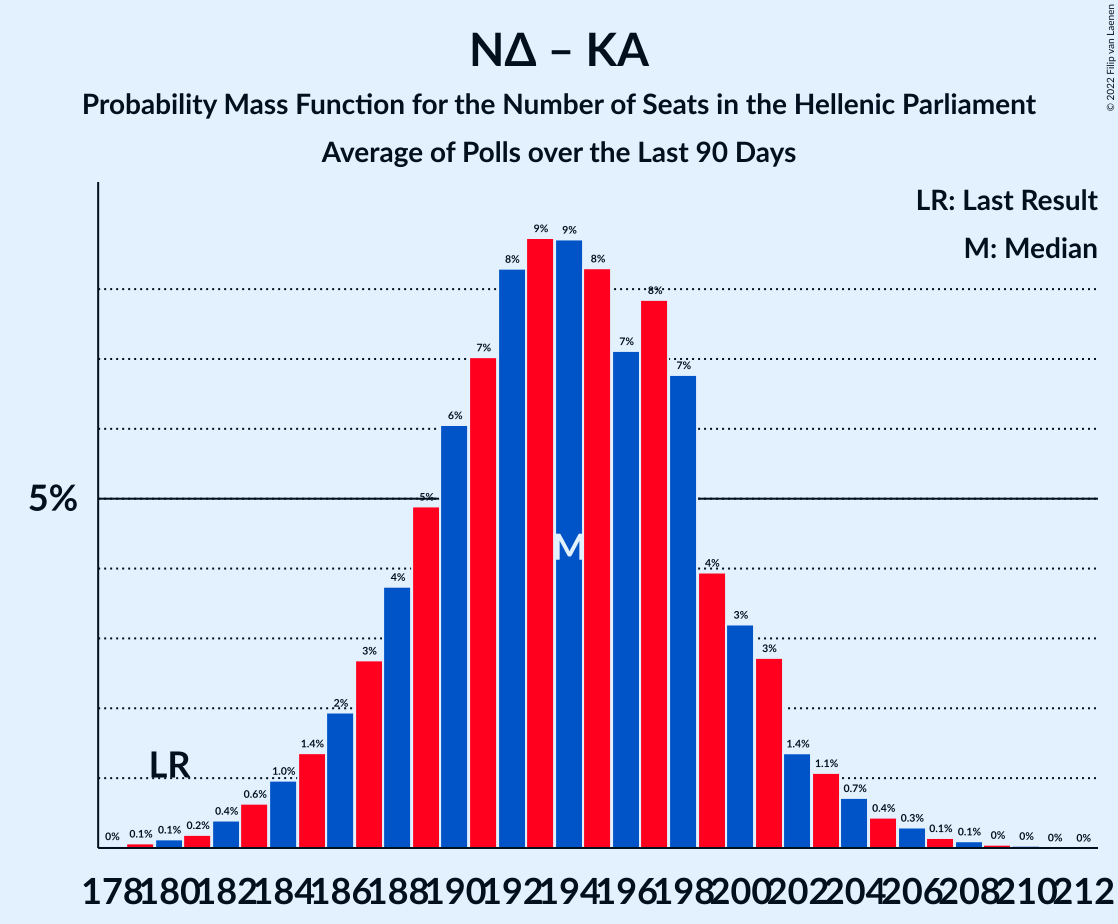 ΝΔ – ΚΑ
Probability Mass Function for the Number of Seats in the Hellenic Parliament
Average of Polls over the Last 90 Days
© 2022 Filip van Laenen
LR: Last Result
M: Median
5%
0% 0.1% 0.1% 0.2% 0.4% 0.6% 1.0% 1.4% 2% 3% 4% 5% 6% 7% 8% 9% 9% 8% 7% 8% 7% 4% 3% 3% 1.4% 1.1% 0.7% 0.4% 0.3% 0.1% 0.1% 0% 0% 0% 0%
M
LR
178 180 182 184 186 188 190 192 194 196 198 200 202 204 206 208 210 212